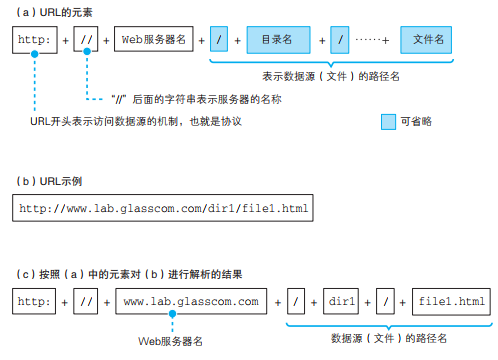 （a）URL的元素
http: + // + Web服务器名 + / + 目录名 + / ……+ 文件名
表示数据源（文件）的路径名
“//”后面的字符串表示服务器的名称
URL开头表示访问数据源的机制，也就是协议
可省略
（b）URL示例
http://www.lab.glasscom.com/dir1/file1.html
（c）按照（a）中的元素对（b）进行解析的结果
http: + // + www.lab.glasscom.com + / + dir1 + / + file1.html
Web服务器名
数据源（文件）的路径名